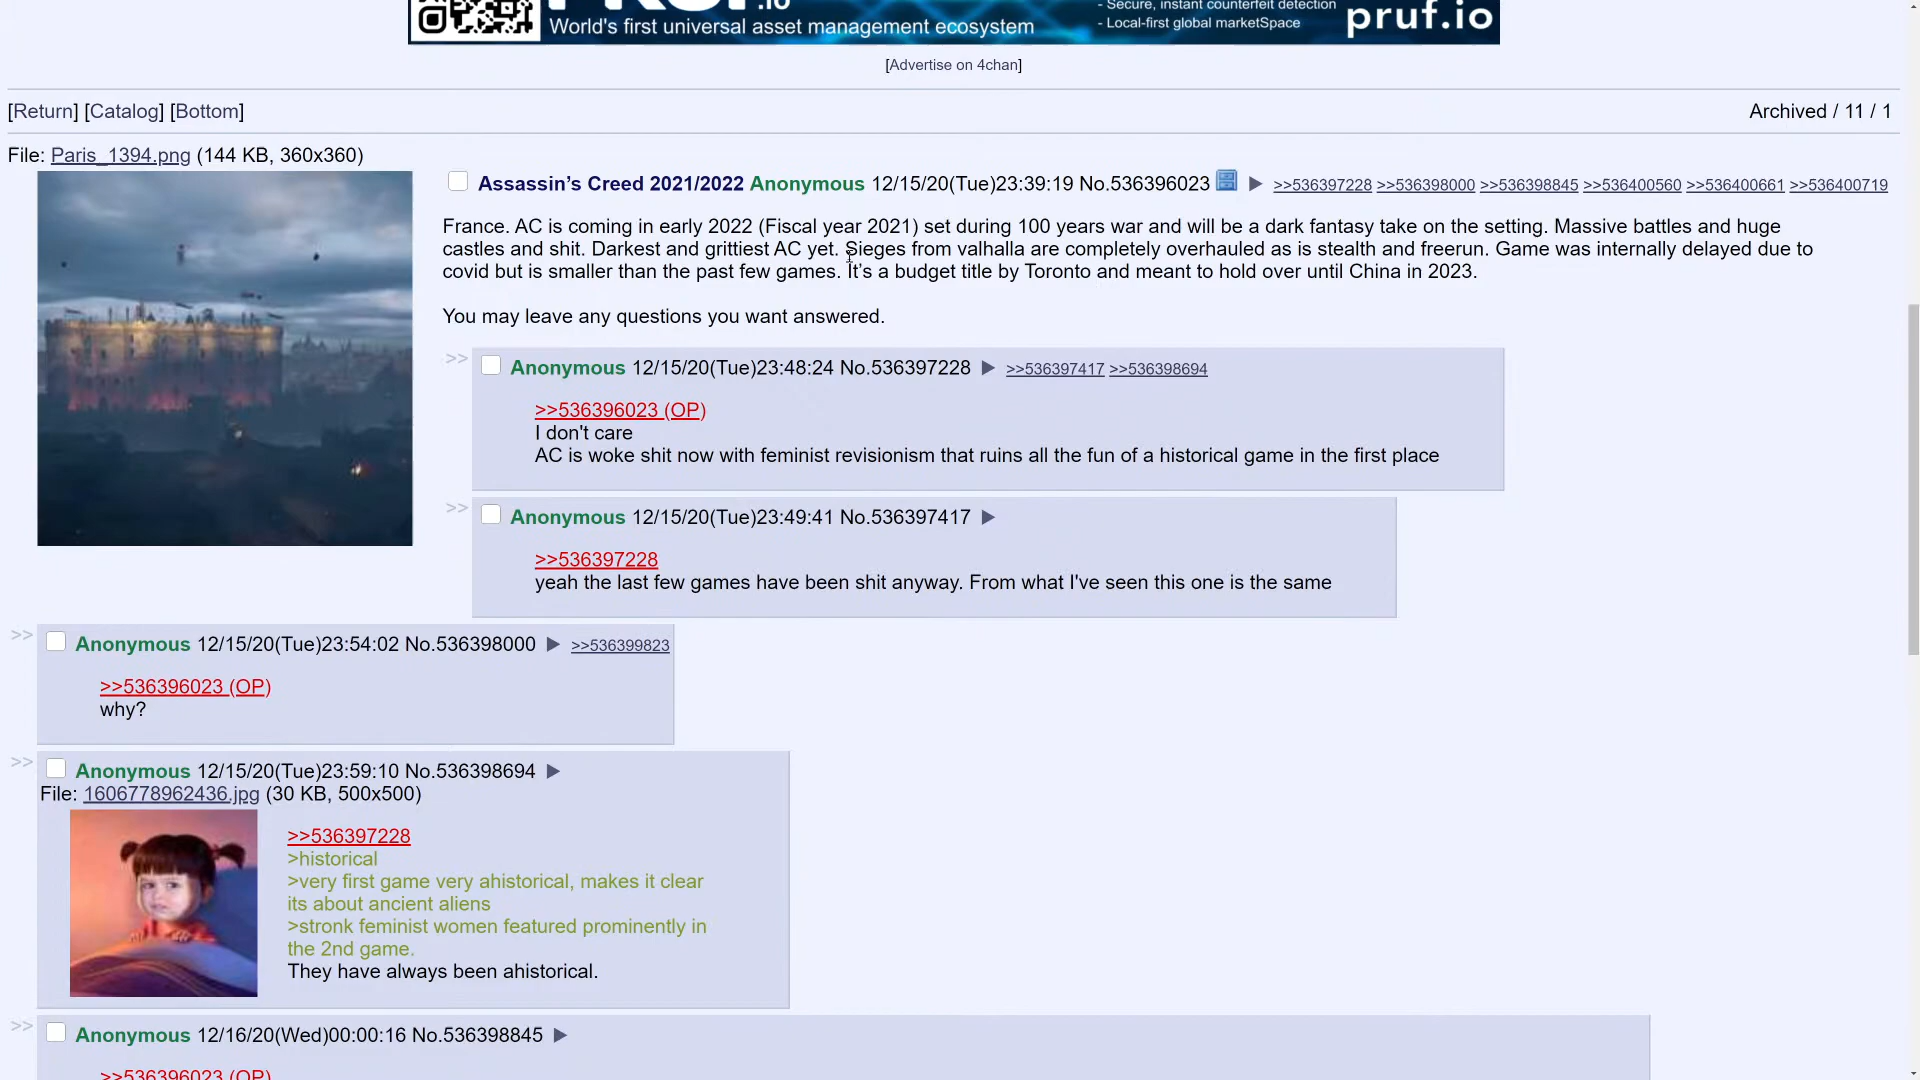 World's first universal asset management ecosystem
- Secure, instant counterfeit detection
- Local-first global marketSpace
pruf.io
[Advertise on 4chan]
[Return] [Catalog] [Bottom]
Archived / 11 / 1
File: Paris_1394.png (144 KB, 360x360)
Assassin’s Creed 2021/2022 Anonymous 12/15/20(Tue)23:39:19 No.536396023 ▶ >>536397228 >>536398000 >>536398845 >>536400560 >>536400661 >>536400719
France. AC is coming in early 2022 (Fiscal year 2021) set during 100 years war and will be a dark fantasy take on the setting. Massive battles and huge
castles and shit. Darkest and grittiest AC yet. Sieges from valhalla are completely overhauled as is stealth and freerun. Game was internally delayed due to
covid but is smaller than the past few games. It’s a budget title by Toronto and meant to hold over until China in 2023.
You may leave any questions you want answered.
>> Anonymous 12/15/20(Tue)23:48:24 No.536397228 ▶ >>536397417 >>536398694
>>536396023 (OP)
I don't care
AC is woke shit now with feminist revisionism that ruins all the fun of a historical game in the first place
>> Anonymous 12/15/20(Tue)23:49:41 No.536397417 ▶
>>536397228
yeah the last few games have been shit anyway. From what I've seen this one is the same
>> Anonymous 12/15/20(Tue)23:54:02 No.536398000 ▶ >>536399823
>>536396023 (OP)
why?
>> Anonymous 12/15/20(Tue)23:59:10 No.536398694 ▶
File: 1606778962436.jpg (30 KB, 500x500)
>>536397228
>historical
>very first game very ahistorical, makes it clear
its about ancient aliens
>stronk feminist women featured prominently in
the 2nd game.
They have always been ahistorical.
>> Anonymous 12/16/20(Wed)00:00:16 No.536398845 ▶
>>536396023 (OP)